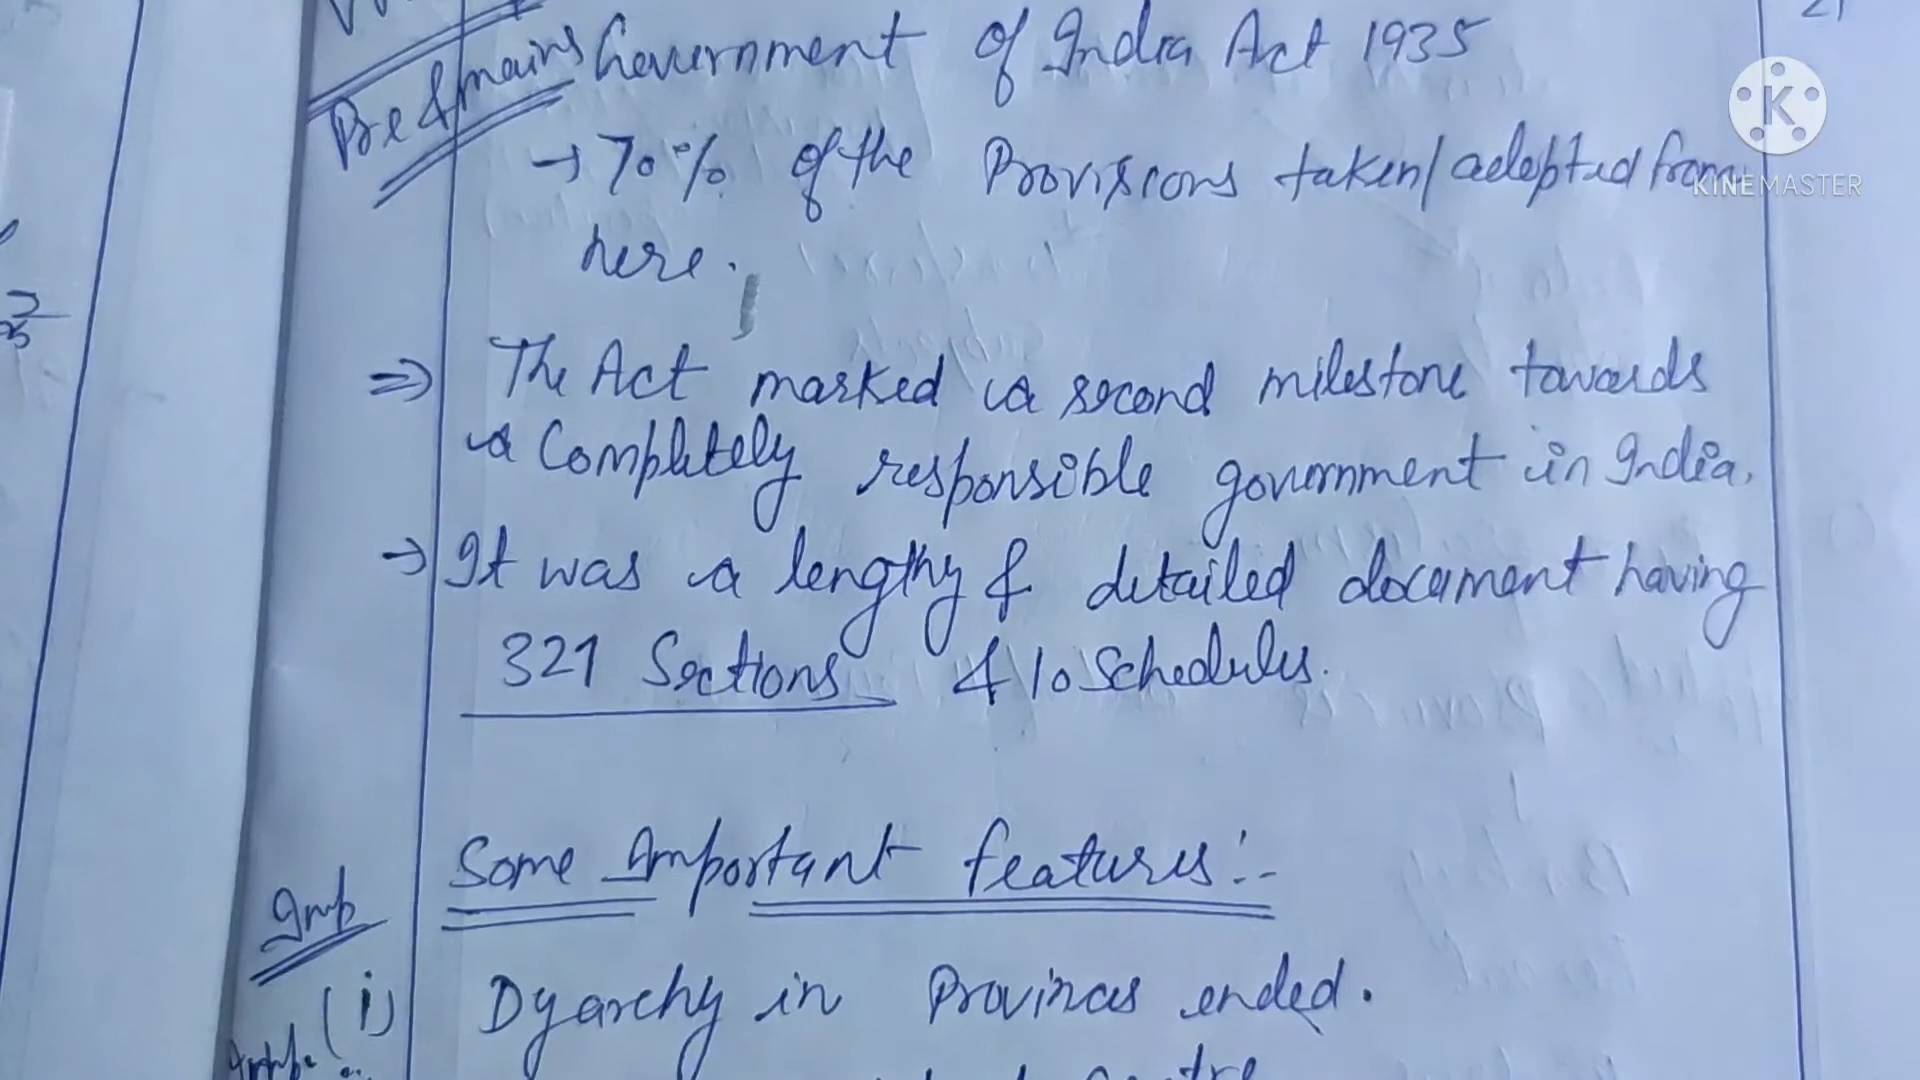 Pre & mains Government of India Act 1935
→ 70% of the Provisions taken/adopted from
here.
⇒ The Act marked a second milestone towards
a Completely responsible government in India.
→ It was a lengthy & detailed document having
321 Sections & 10 Schedules.
Some Important features:-
Imp
(i) Dyarchy in Provinces ended.
Centre
K
KINEMASTER